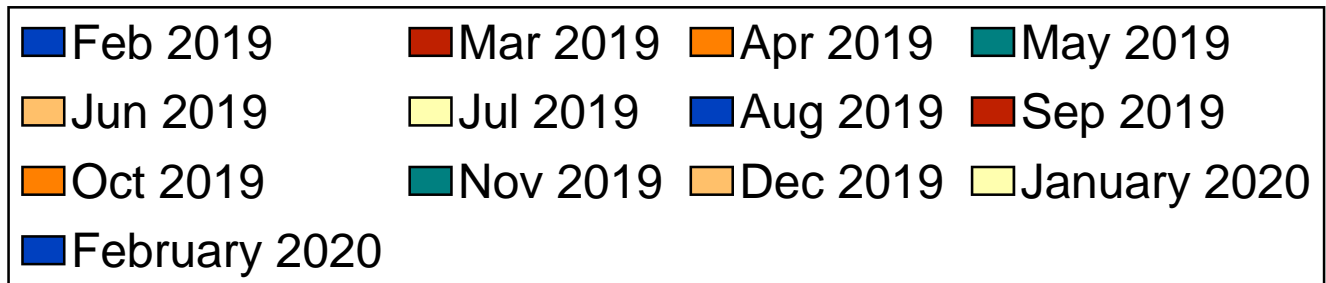 Feb 2019 Mar 2019 Apr 2019 May 2019
Jun 2019 Jul 2019 Aug 2019 Sep 2019
Oct 2019 Nov 2019 Dec 2019 January 2020
February 2020